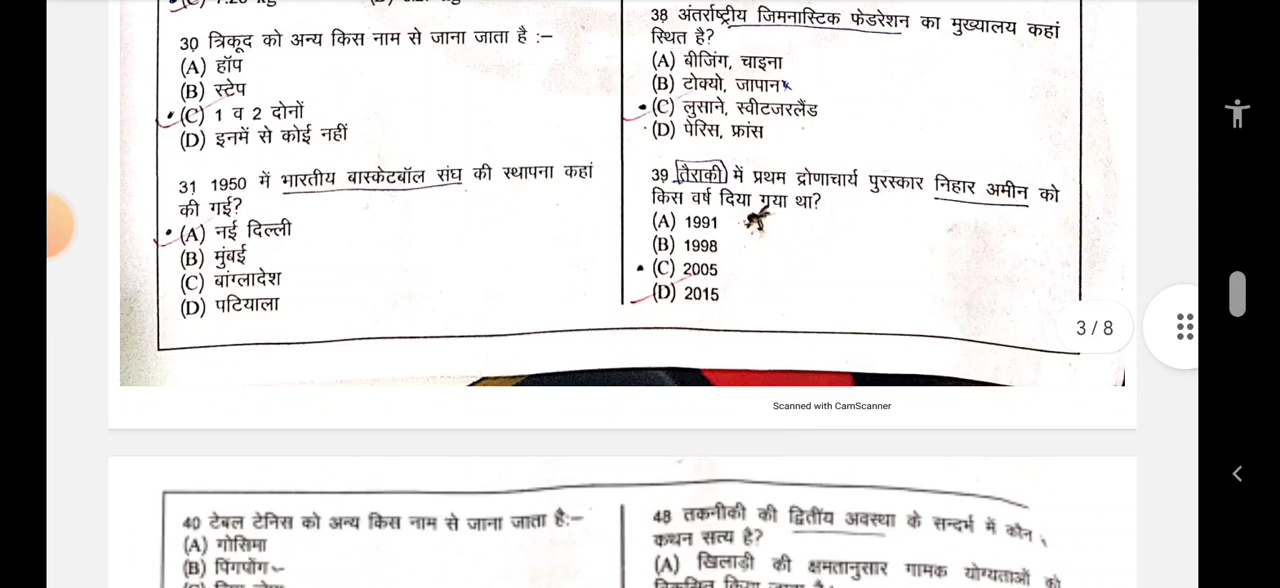 30 त्रिकूद को अन्य किस नाम से जाना जाता है :–
(A) हॉप
(B) स्टेप
(C) 1 व 2 दोनों
(D) इनमें से कोई नहीं
31 1950 में भारतीय बास्केटबॉल संघ की स्थापना कहां
की गई?
(A) नई दिल्ली
(B) मुंबई
(C) बांग्लादेश
(D) पटियाला
38 अंतर्राष्ट्रीय जिमनास्टिक फेडरेशन का मुख्यालय कहां
स्थित है?
(A) बीजिंग, चाइना
(B) टोक्यो, जापान
(C) लुसाने, स्वीटजरलैंड
(D) पेरिस, फ्रांस
39 तैराकी में प्रथम द्रोणाचार्य पुरस्कार निहार अमीन को
किस वर्ष दिया गया था?
(A) 1991
(B) 1998
(C) 2005
(D) 2015
3 / 8
Scanned with CamScanner
40 टेबल टेनिस को अन्य किस नाम से जाना जाता है:–
(A) गोसिमा
(B) पिंगपोंग
48 तकनीकी की द्वितीय अवस्था के सन्दर्भ में कौन
कथन सत्य है?
(A) खिलाड़ी की क्षमतानुसार गामक योग्यताओं को